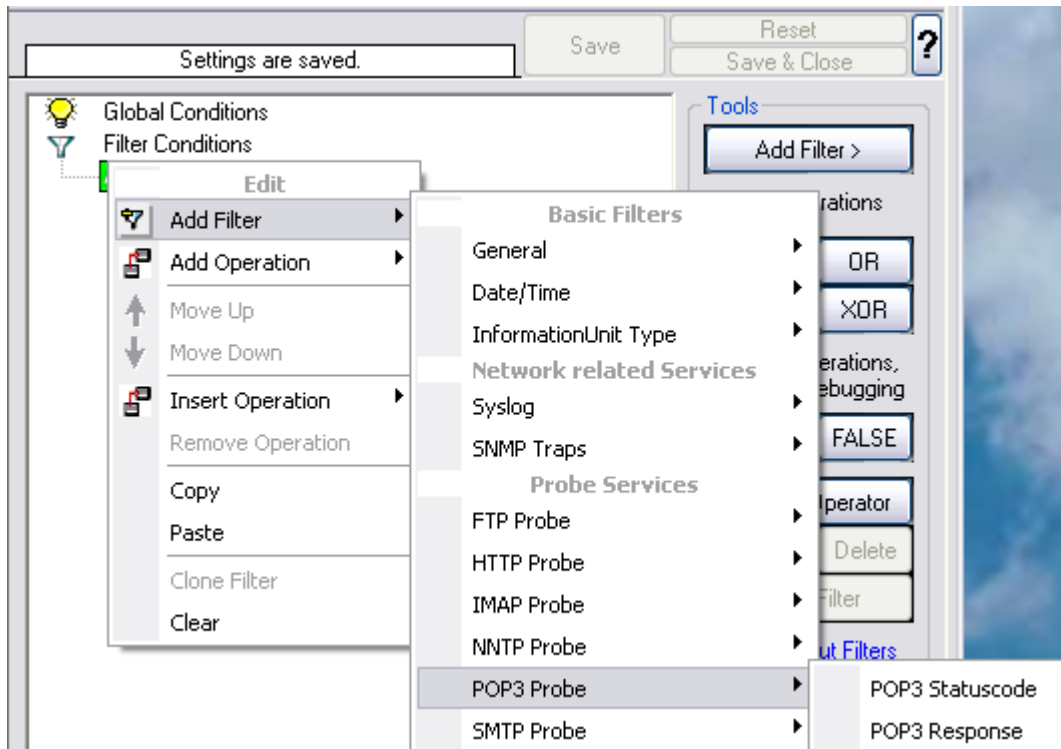 Settings are saved.
Save
Reset
Save & Close
?
Global Conditions
Filter Conditions
Tools
Add Filter >
Edit
Add Filter
Add Operation
Move Up
Move Down
Insert Operation
Remove Operation
Copy
Paste
Clone Filter
Clear
Basic Filters
General
Date/Time
InformationUnit Type
Network related Services
Syslog
SNMP Traps
Probe Services
FTP Probe
HTTP Probe
IMAP Probe
NNTP Probe
POP3 Probe
SMTP Probe
POP3 Statuscode
POP3 Response
rations
OR
XOR
erations,
ebugging
FALSE
perator
Delete
Filter
ut Filters